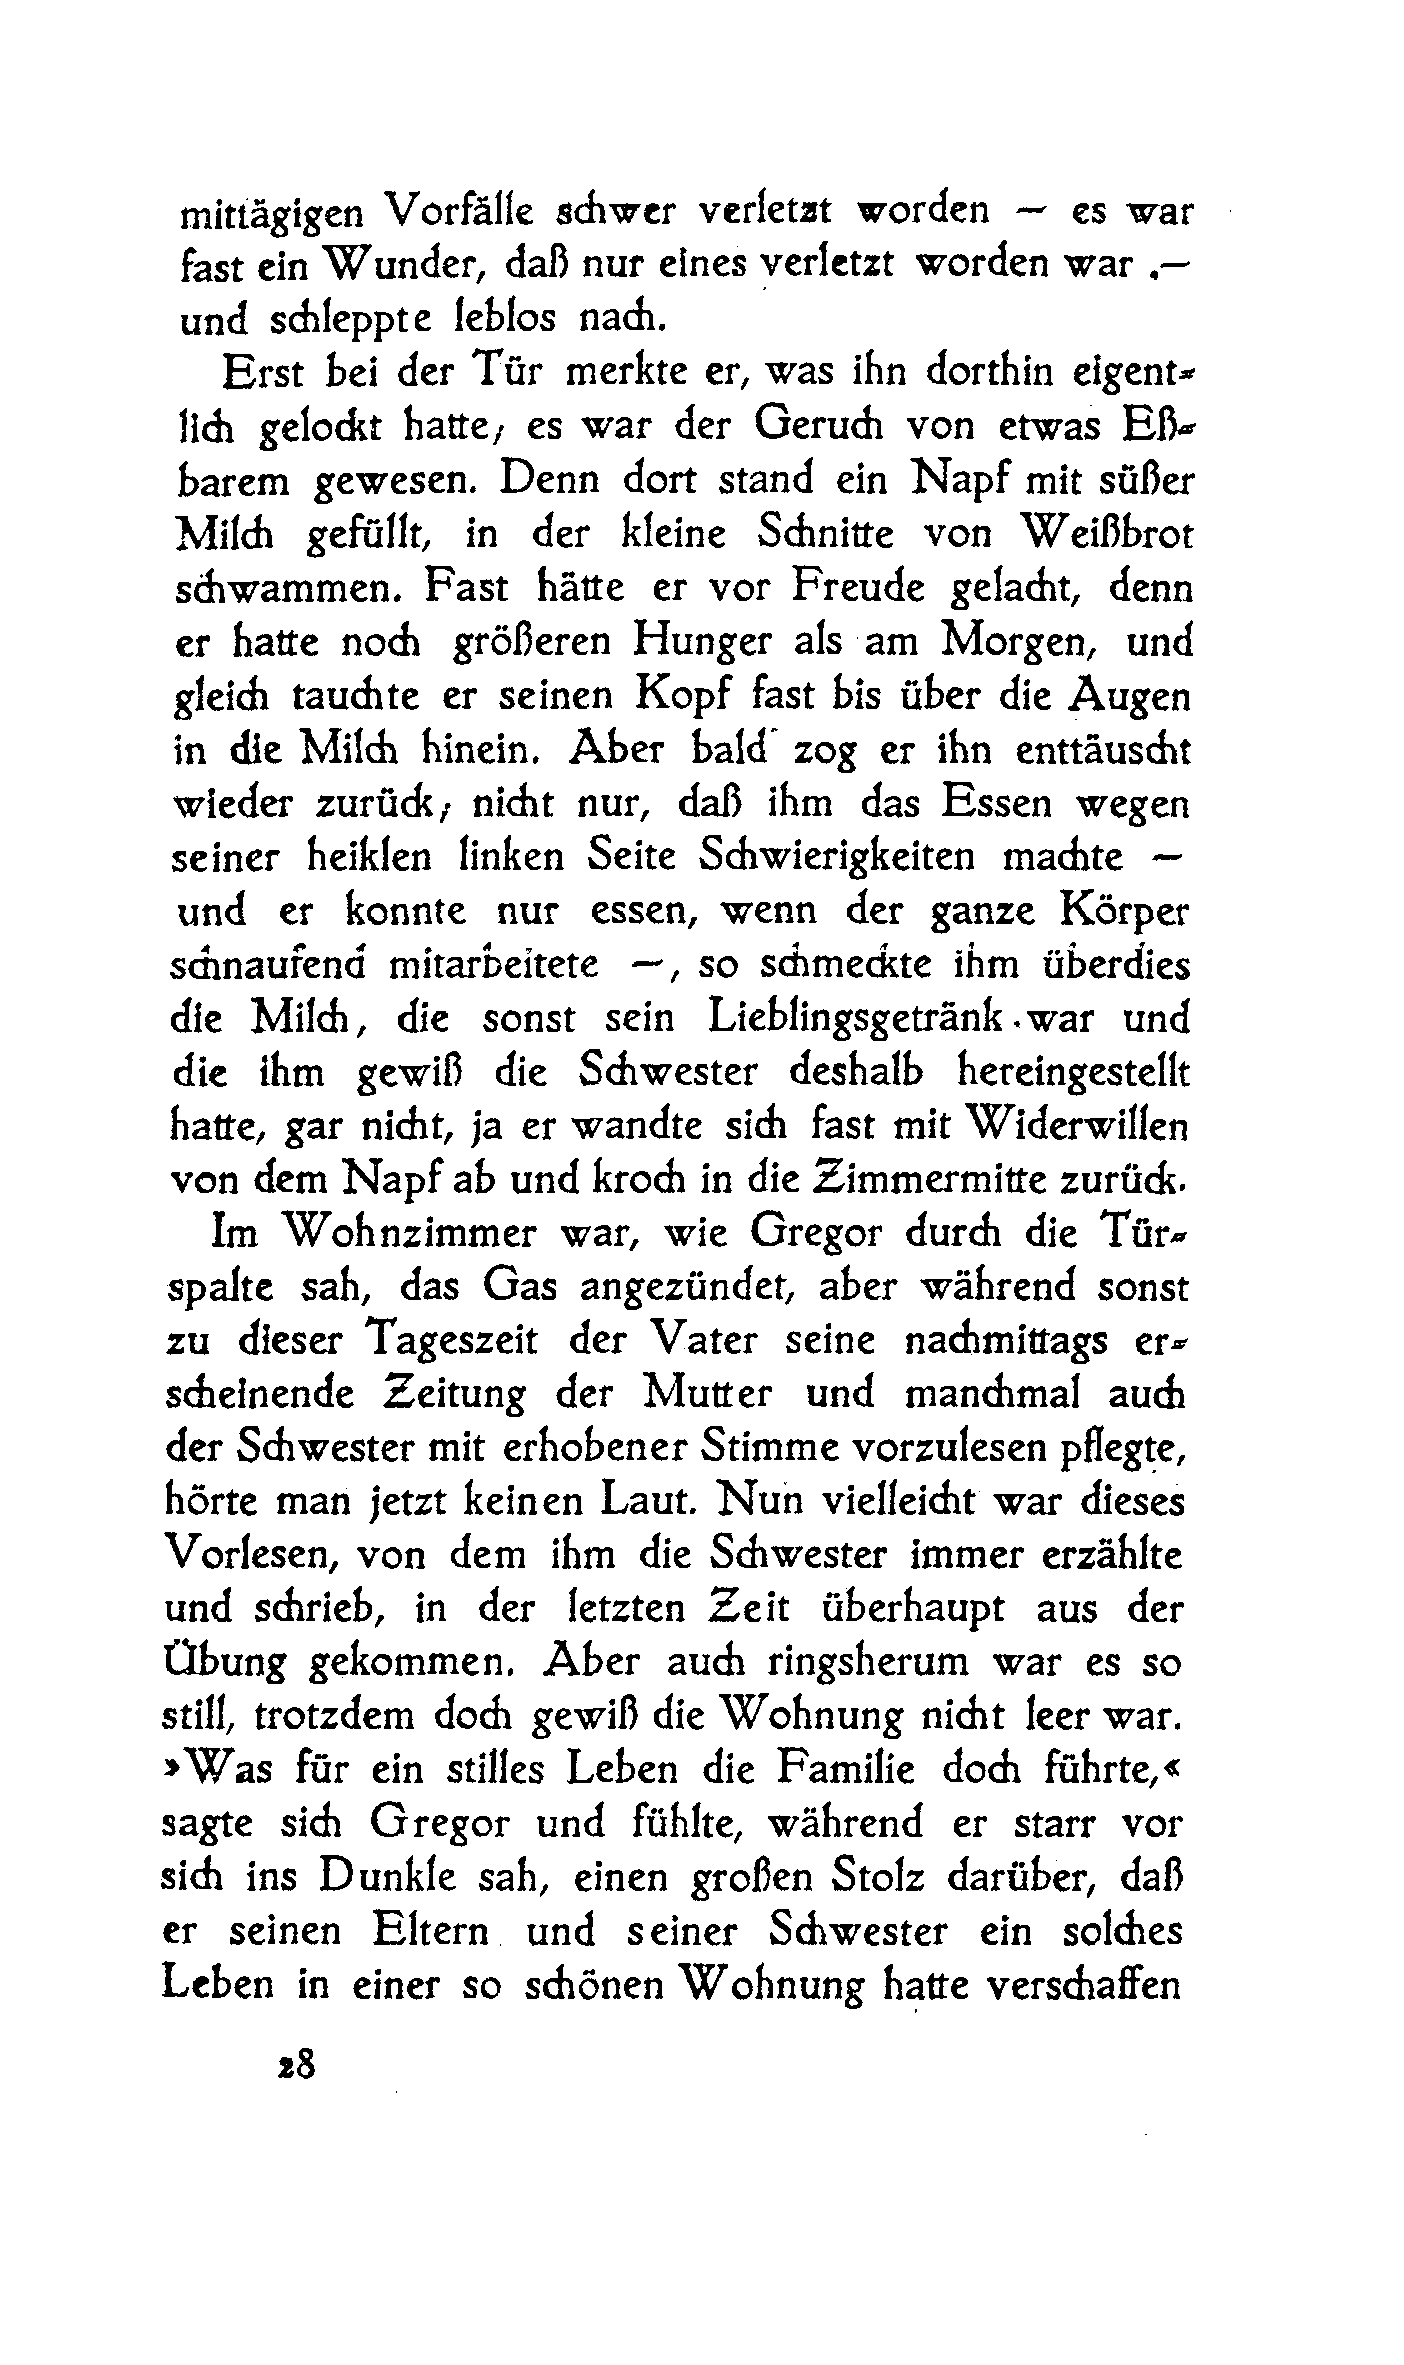 mittägigen Vorfälle schwer verletzt worden — es war
fast ein Wunder, daß nur eines verletzt worden war —
und schleppte leblos nach.
Erst bei der Tür merkte er, was ihn dorthin eigent-
lich gelockt hatte; es war der Geruch von etwas Eß-
barem gewesen. Denn dort stand ein Napf mit süßer
Milch gefüllt, in der kleine Schnitte von Weißbrot
schwammen. Fast hätte er vor Freude gelacht, denn
er hatte noch größeren Hunger als am Morgen, und
gleich tauchte er seinen Kopf fast bis über die Augen
in die Milch hinein. Aber bald zog er ihn enttäuscht
wieder zurück; nicht nur, daß ihm das Essen wegen
seiner heiklen linken Seite Schwierigkeiten machte —
und er konnte nur essen, wenn der ganze Körper
schnaufend mitarbeitete —, so schmeckte ihm überdies
die Milch, die sonst sein Lieblingsgetränk war und
die ihm gewiß die Schwester deshalb hereingestellt
hatte, gar nicht, ja er wandte sich fast mit Widerwillen
von dem Napf ab und kroch in die Zimmermitte zurück.
Im Wohnzimmer war, wie Gregor durch die Tür-
spalte sah, das Gas angezündet, aber während sonst
zu dieser Tageszeit der Vater seine nachmittags er-
scheinende Zeitung der Mutter und manchmal auch
der Schwester mit erhobener Stimme vorzulesen pflegte,
hörte man jetzt keinen Laut. Nun vielleicht war dieses
Vorlesen, von dem ihm die Schwester immer erzählte
und schrieb, in der letzten Zeit überhaupt aus der
Übung gekommen. Aber auch ringsherum war es so
still, trotzdem doch gewiß die Wohnung nicht leer war.
»Was für ein stilles Leben die Familie doch führte,«
sagte sich Gregor und fühlte, während er starr vor
sich ins Dunkle sah, einen großen Stolz darüber, daß
er seinen Eltern und seiner Schwester ein solches
Leben in einer so schönen Wohnung hatte verschaffen
28